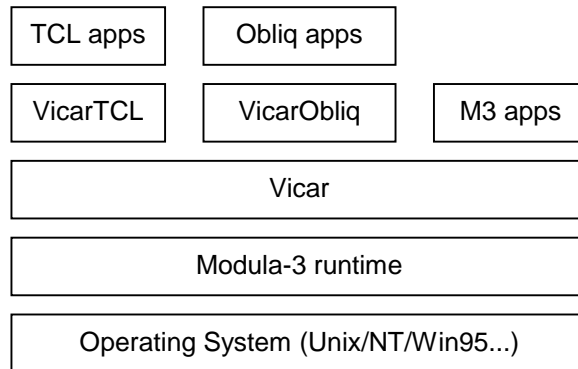 TCL apps
Obliq apps
VicarTCL
VicarObliq
M3 apps
Vicar
Modula-3 runtime
Operating System (Unix/NT/Win95...)